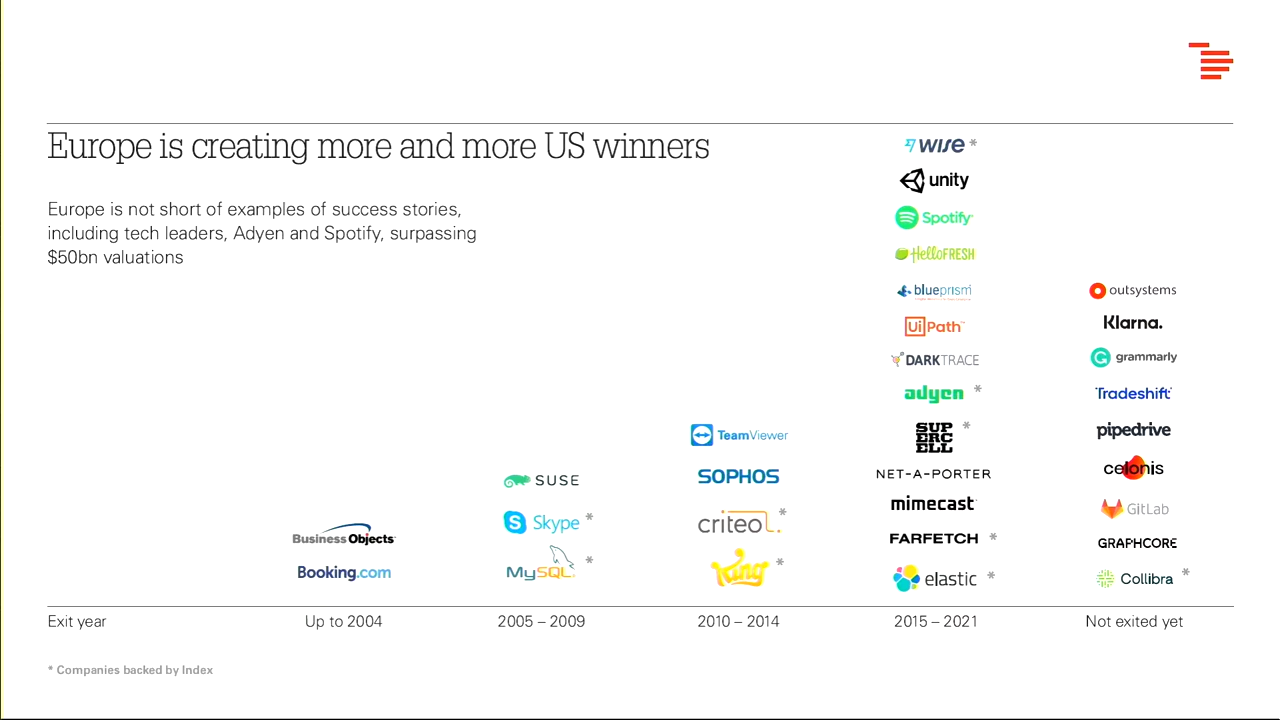 Europe is creating more and more US winners
Europe is not short of examples of success stories,
including tech leaders, Adyen and Spotify, surpassing
$50bn valuations
Business Objects
Booking.com
SUSE
Skype *
MySQL *
TeamViewer
SOPHOS
criteo *
King *
wise *
unity
Spotify
HelloFRESH
blueprism
UiPath
DARKTRACE
adyen *
SUPERCELL *
NET-A-PORTER
mimecast
FARFETCH *
elastic *
outsystems
Klarna.
grammarly
Tradeshift
pipedrive
celonis
GitLab
GRAPHCORE
Collibra *
Exit year
Up to 2004
2005 – 2009
2010 – 2014
2015 – 2021
Not exited yet
* Companies backed by Index